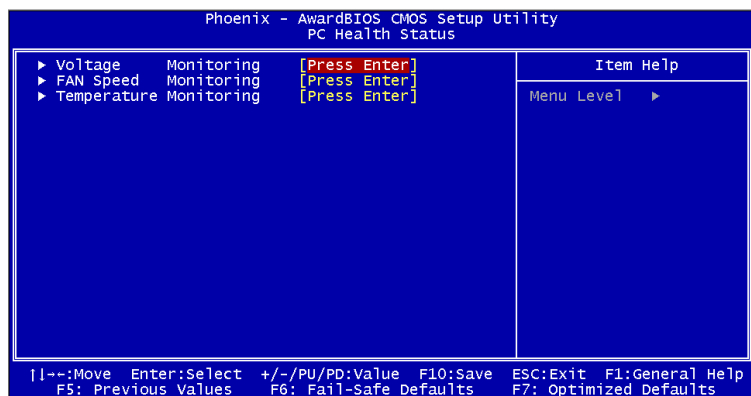 Phoenix - AwardBIOS CMOS Setup Utility
PC Health Status
▶ Voltage Monitoring [Press Enter]
▶ FAN Speed Monitoring [Press Enter]
▶ Temperature Monitoring [Press Enter]
Item Help
Menu Level ▶
↑↓→←:Move Enter:Select +/-/PU/PD:Value F10:Save ESC:Exit F1:General Help
F5: Previous Values F6: Fail-Safe Defaults F7: Optimized Defaults